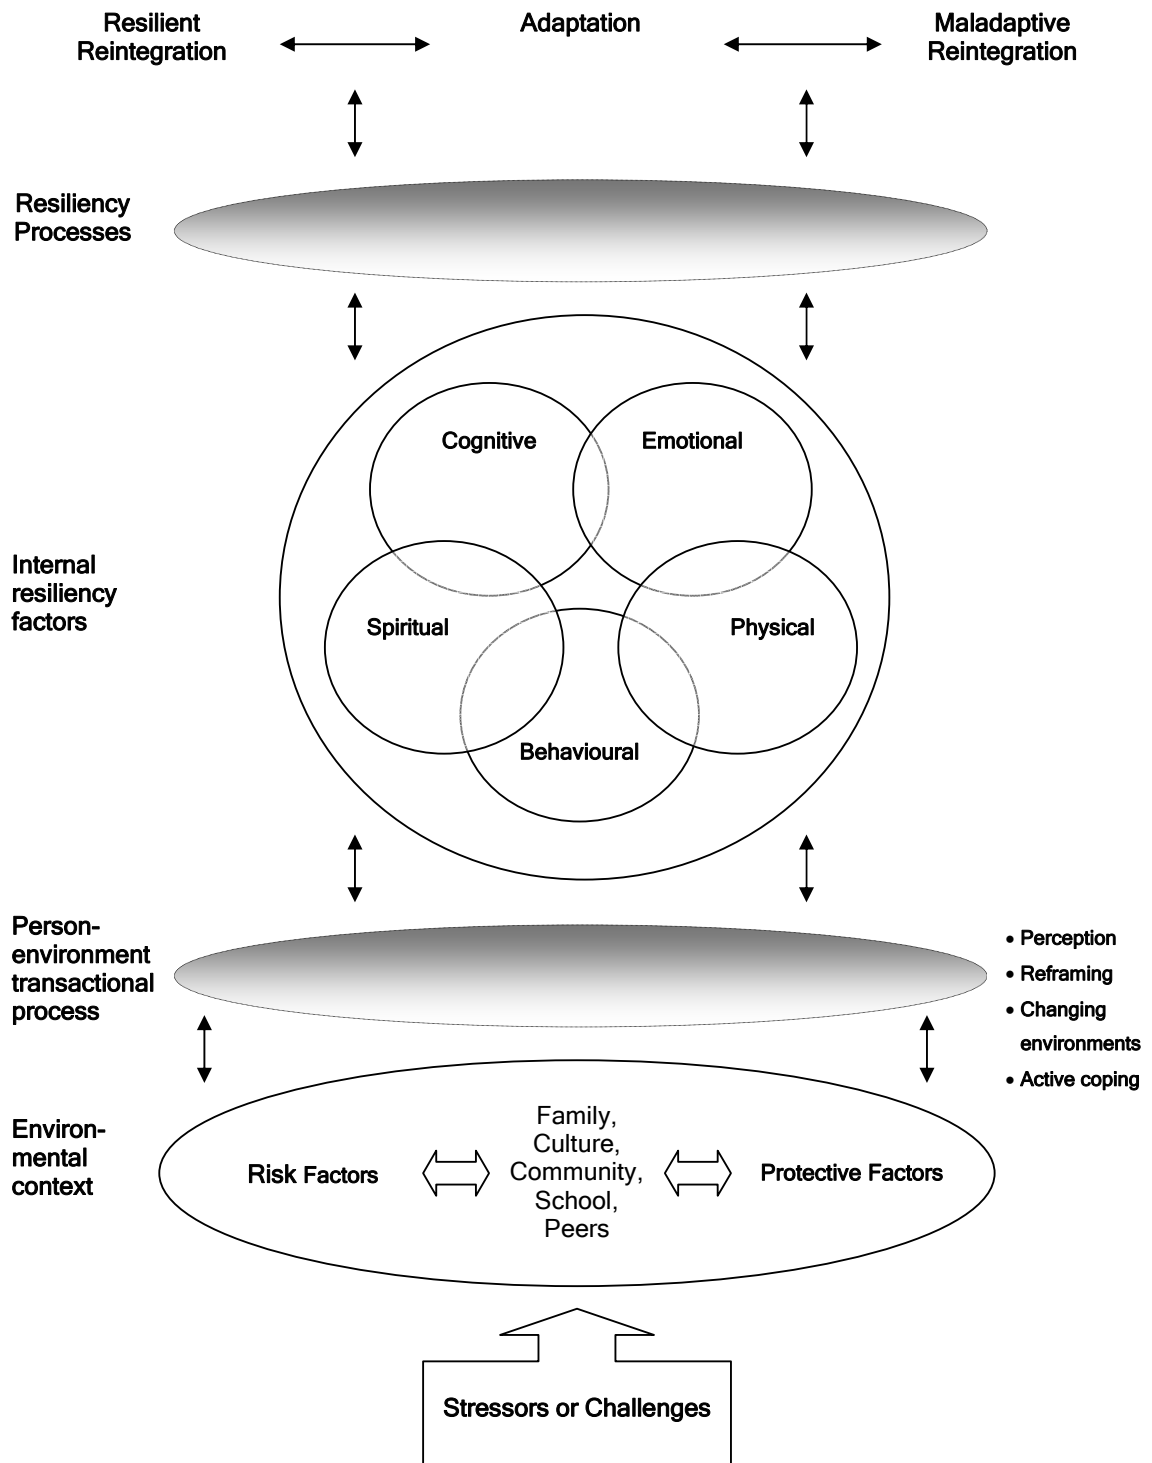 Resilient
Reintegration
Adaptation
Maladaptive
Reintegration
Resiliency
Processes
Cognitive
Emotional
Internal
resiliency
factors
Spiritual
Physical
Behavioural
Person-
environment
transactional
process
• Perception
• Reframing
• Changing
environments
• Active coping
Environ-
mental
context
Risk Factors
Family,
Culture,
Community,
School,
Peers
Protective Factors
Stressors or Challenges